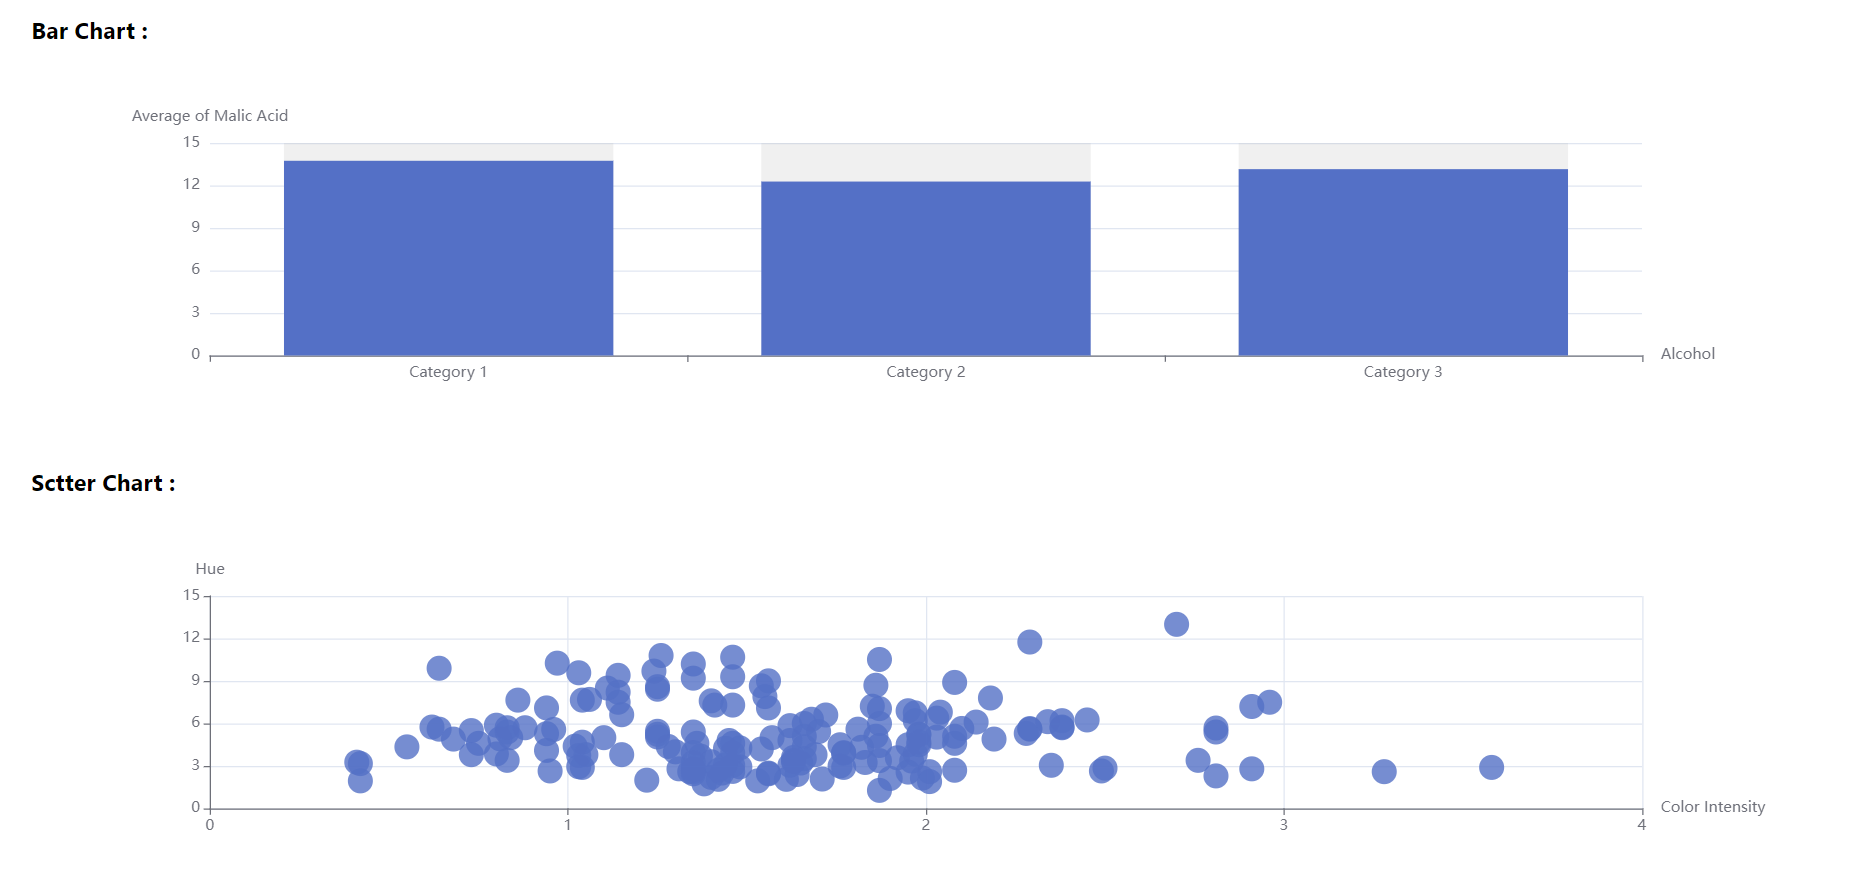 Bar Chart :
Average of Malic Acid
15
12
9
6
3
0
Category 1 Category 2 Category 3
Alcohol
Sctter Chart :
Hue
15
12
9
6
3
0
0 1 2 3 4
Color Intensity